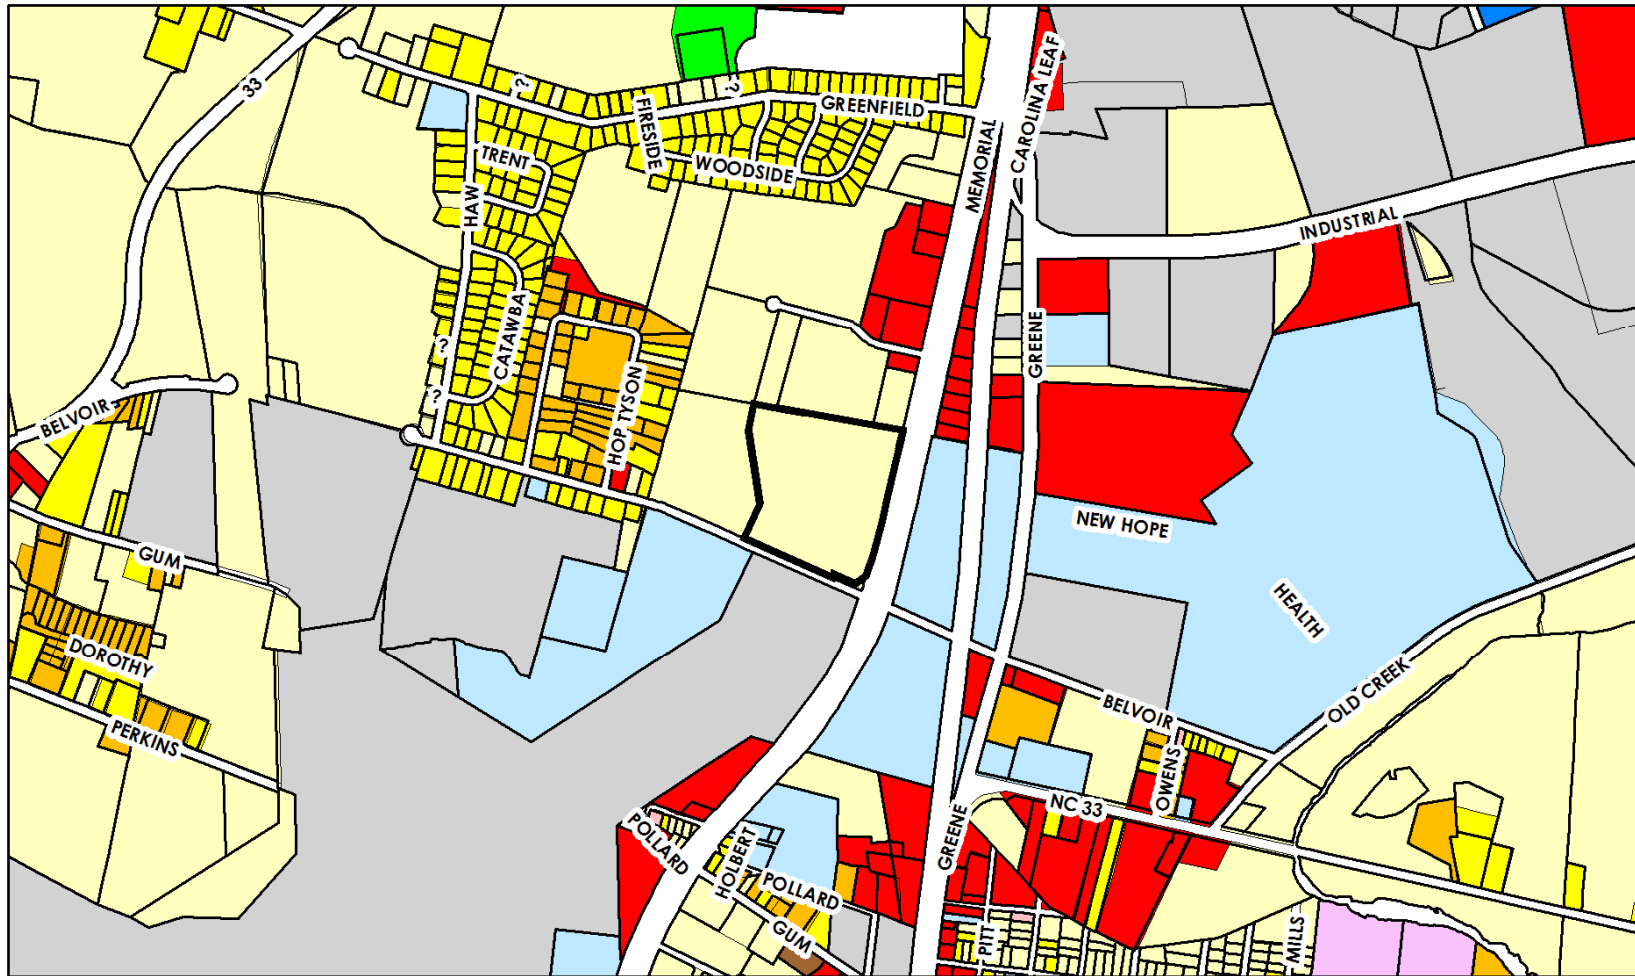 33
?
?
GREENFIELD
CAROLINA LEAF
FIRESIDE
TRENT
WOODSIDE
MEMORIAL
HAW
INDUSTRIAL
CATAWBA
?
GREENE
?
HOP TYSON
BELVOIR
NEW HOPE
GUM
HEALTH
DOROTHY
OLD CREEK
BELVOIR
PERKINS
OWENS
NC 33
POLLARD
HOLBERT
GREENE
POLLARD
GUM
PITT
MILLS